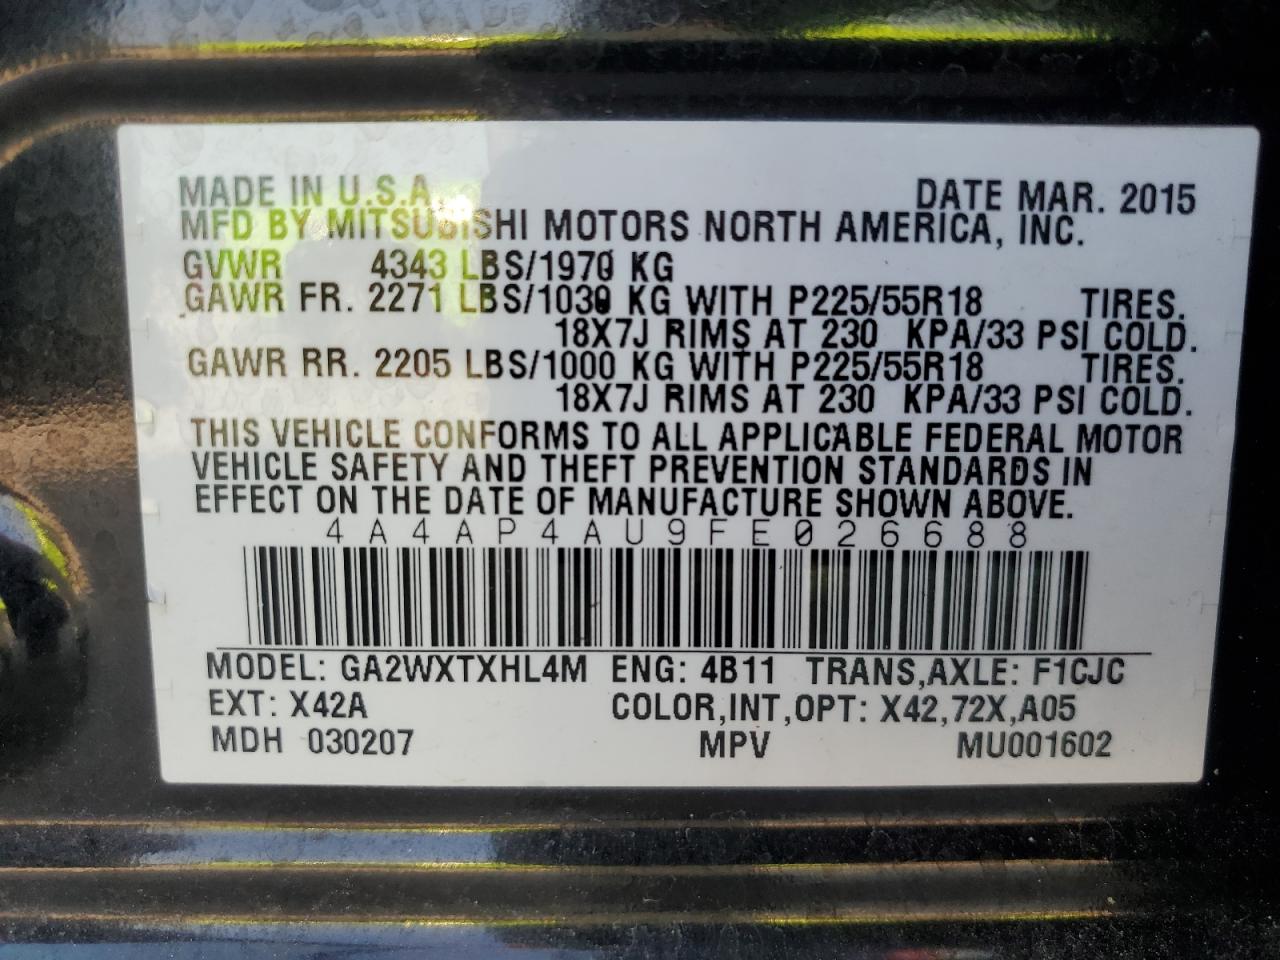 MADE IN U.S.A. DATE MAR. 2015
MFD BY MITSUBISHI MOTORS NORTH AMERICA, INC.
GVWR 4343 LBS/1970 KG
GAWR FR. 2271 LBS/1030 KG WITH P225/55R18 TIRES.
18X7J RIMS AT 230 KPA/33 PSI COLD.
GAWR RR. 2205 LBS/1000 KG WITH P225/55R18 TIRES.
18X7J RIMS AT 230 KPA/33 PSI COLD.
THIS VEHICLE CONFORMS TO ALL APPLICABLE FEDERAL MOTOR
VEHICLE SAFETY AND THEFT PREVENTION STANDARDS IN
EFFECT ON THE DATE OF MANUFACTURE SHOWN ABOVE.
4A4AP4AU9FE026688
MODEL: GA2WXTXHL4M ENG: 4B11 TRANS,AXLE: F1CJC
EXT: X42A COLOR,INT,OPT: X42,72X,A05
MDH 030207 MPV MU001602